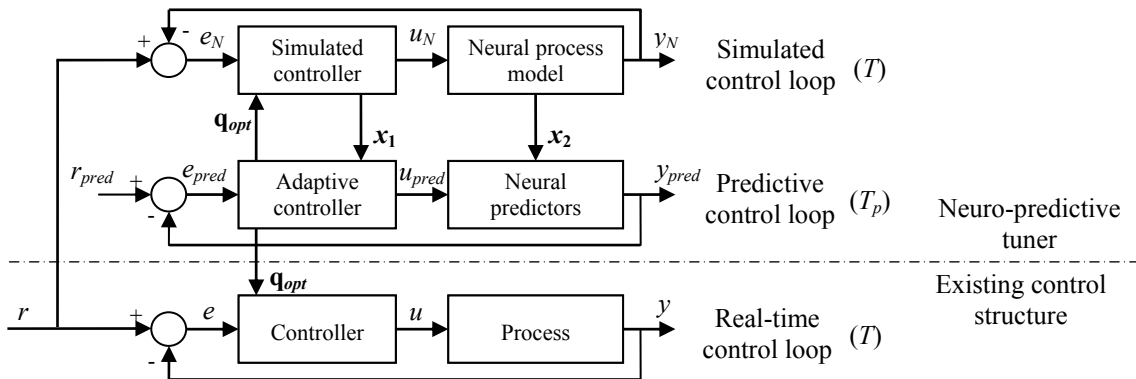 +
-
e_N
Simulated
controller
u_N
Neural process
model
y_N
Simulated
control loop (T)
q_opt
x_1
x_2
r_pred
+
-
e_pred
Adaptive
controller
u_pred
Neural
predictors
y_pred
Predictive
control loop (T_p)
Neuro-predictive
tuner
q_opt
Existing control
structure
r
+
-
e
Controller
u
Process
y
Real-time
control loop (T)